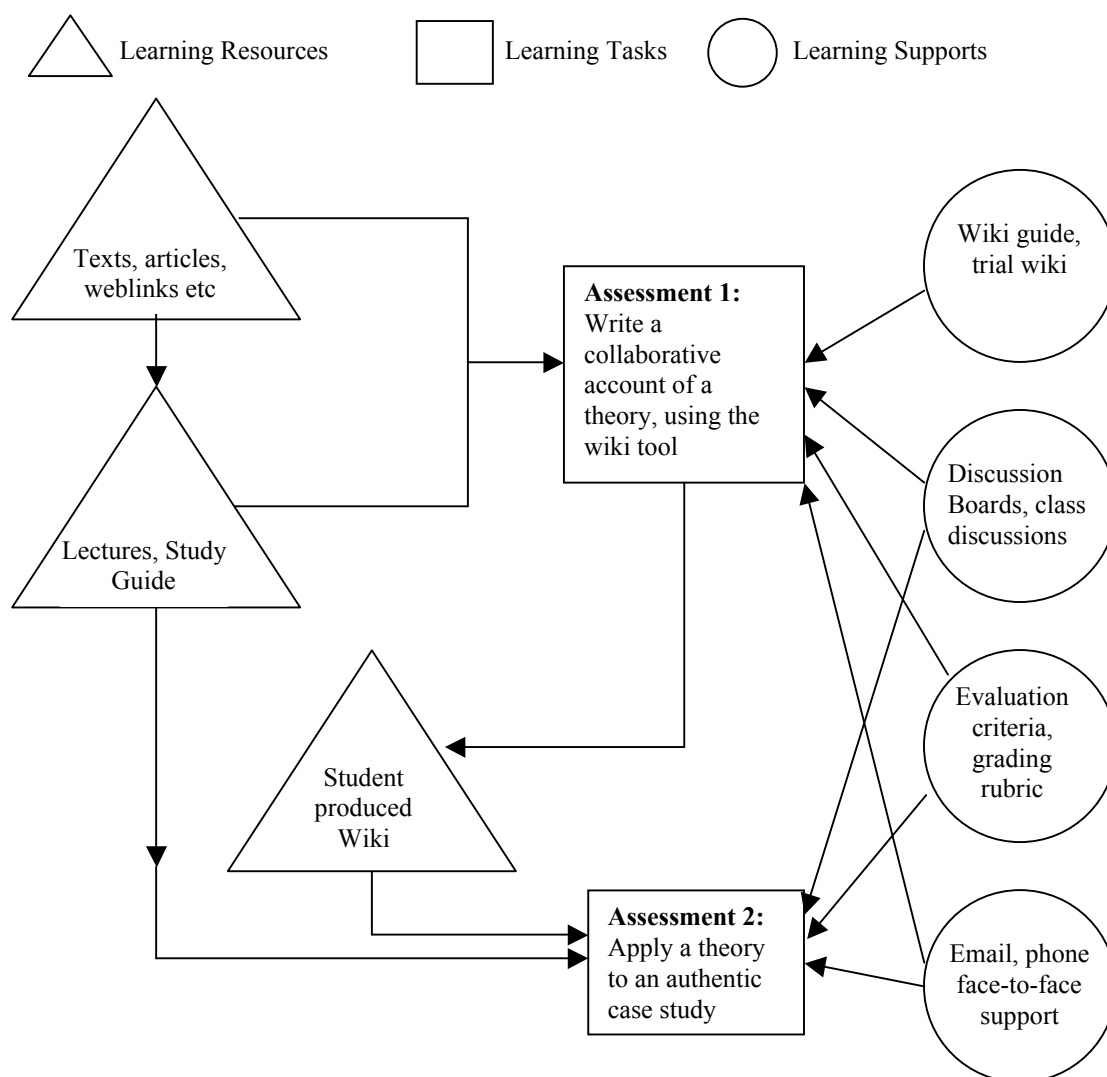 Learning Resources
Learning Tasks
Learning Supports
Texts, articles,
weblinks etc
Lectures, Study
Guide
Student
produced
Wiki
Assessment 1:
Write a
collaborative
account of a
theory, using the
wiki tool
Assessment 2:
Apply a theory
to an authentic
case study
Wiki guide,
trial wiki
Discussion
Boards, class
discussions
Evaluation
criteria,
grading
rubric
Email, phone
face-to-face
support